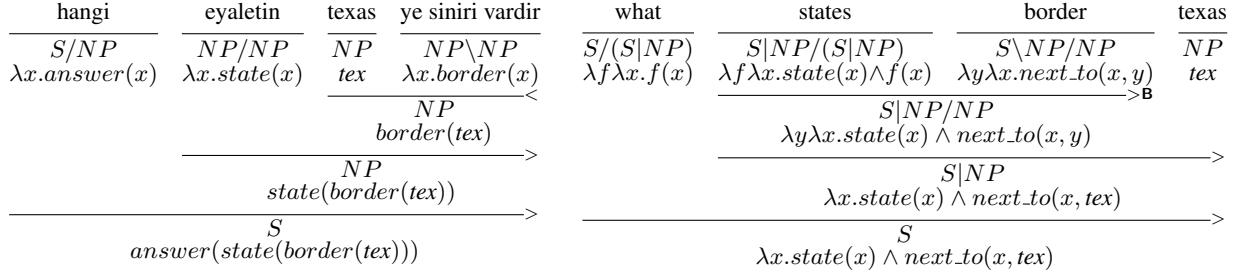 hangi eyaletin texas ye siniri vardir
S/NP NP/NP NP NP\NP
λx.answer(x) λx.state(x) tex λx.border(x)
<
NP
border(tex)
>
NP
state(border(tex))
>
S
answer(state(border(tex)))
what states border texas
S/(S|NP) S|NP/(S|NP) S\NP/NP NP
λfλx.f(x) λfλx.state(x)∧f(x) λyλx.next_to(x, y) tex
>B
S|NP/NP
λyλx.state(x) ∧ next_to(x, y)
>
S|NP
λx.state(x) ∧ next_to(x, tex)
>
S
λx.state(x) ∧ next_to(x, tex)